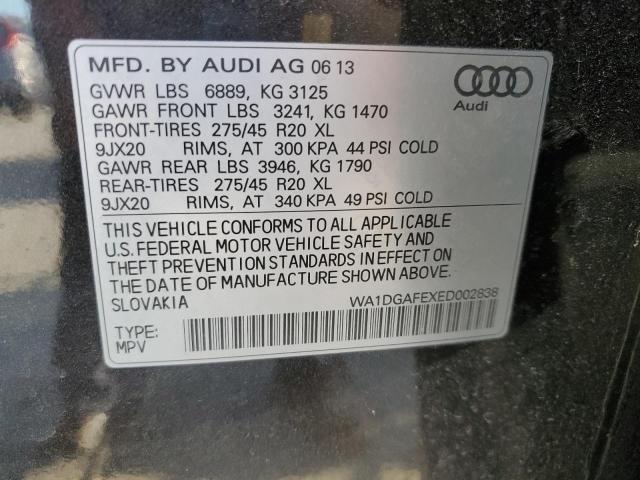 MFD. BY AUDI AG 06 13
GVWR LBS 6889, KG 3125
GAWR FRONT LBS 3241, KG 1470
FRONT-TIRES 275/45 R20 XL
9JX20 RIMS, AT 300 KPA 44 PSI COLD
GAWR REAR LBS 3946, KG 1790
REAR-TIRES 275/45 R20 XL
9JX20 RIMS, AT 340 KPA 49 PSI COLD
Audi
THIS VEHICLE CONFORMS TO ALL APPLICABLE
U.S. FEDERAL MOTOR VEHICLE SAFETY AND
THEFT PREVENTION STANDARDS IN EFFECT ON
THE DATE OF MANUFACTURE SHOWN ABOVE.
SLOVAKIA WA1DGAFEXED002838
TYPE:
MPV